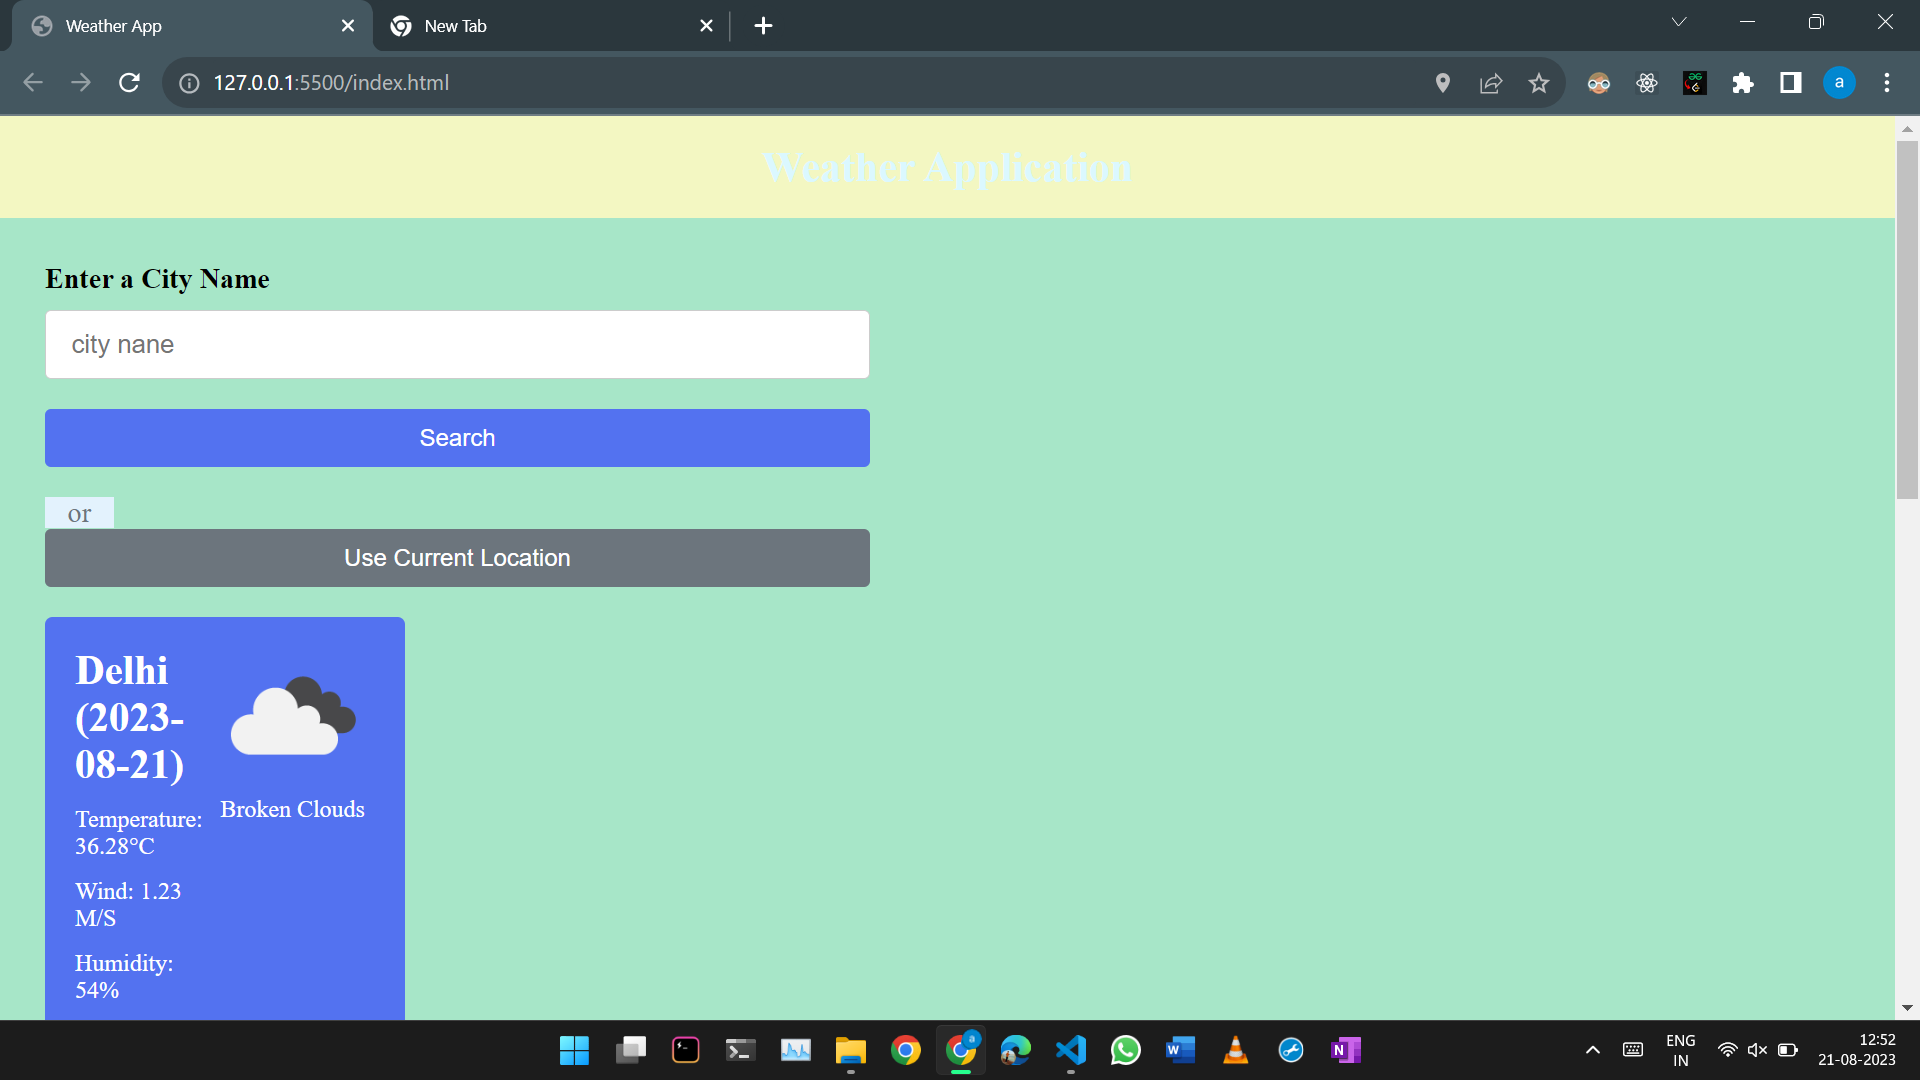 Weather App
New Tab
127.0.0.1:5500/index.html
a
Weather Application
Enter a City Name
city nane
Search
or
Use Current Location
Delhi
(2023-
08-21)
Broken Clouds
Temperature:
36.28°C
Wind: 1.23
M/S
Humidity:
54%
a
W
N
ENG
IN
12:52
21-08-2023